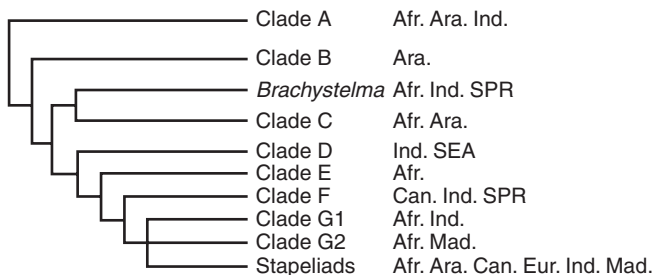 Clade A Afr. Ara. Ind.
Clade B Ara.
Brachystelma Afr. Ind. SPR
Clade C Afr. Ara.
Clade D Ind. SEA
Clade E Afr.
Clade F Can. Ind. SPR
Clade G1 Afr. Ind.
Clade G2 Afr. Mad.
Stapeliads Afr. Ara. Can. Eur. Ind. Mad.